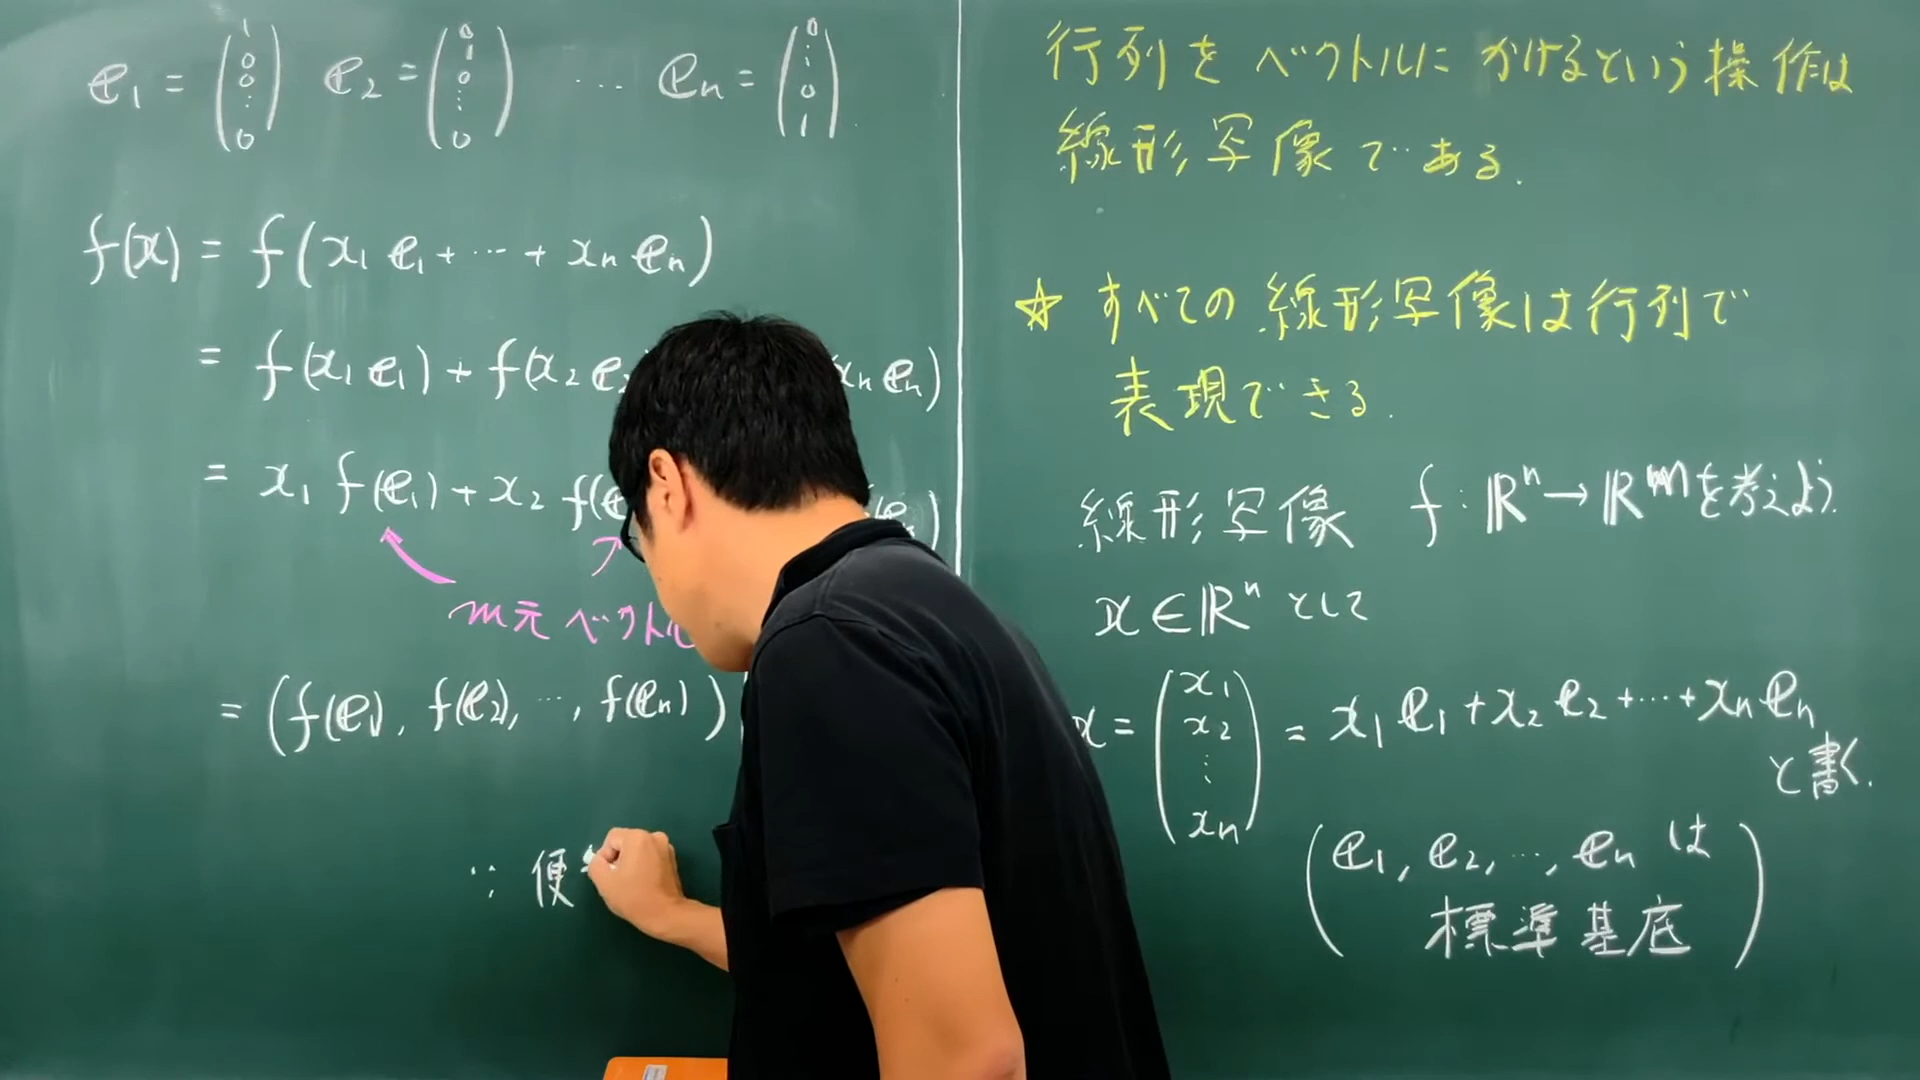 e₁ = (1 0 0 ⋮ 0) e₂ = (0 1 0 ⋮ 0) … eₙ = (0 ⋮ 0 1)
f(x) = f(x₁e₁ + … + xₙeₙ)
= f(x₁e₁) + f(x₂e₂ xₙeₙ)
= x₁f(e₁) + x₂f(e
m元ベクトル
= (f(e₁), f(e₂), …, f(eₙ))
∵ 便
行列をベクトルにかけるという操作は
線形写像である.
☆ すべての線形写像は行列で
表現できる.
線形写像 f : ℝⁿ → ℝᵐを考えよう.
x ∈ ℝⁿ として
x = (x₁ x₂ ⋮ xₙ) = x₁e₁ + x₂e₂ + … + xₙeₙ
と書く.
(e₁, e₂, …, eₙ は
標準基底)